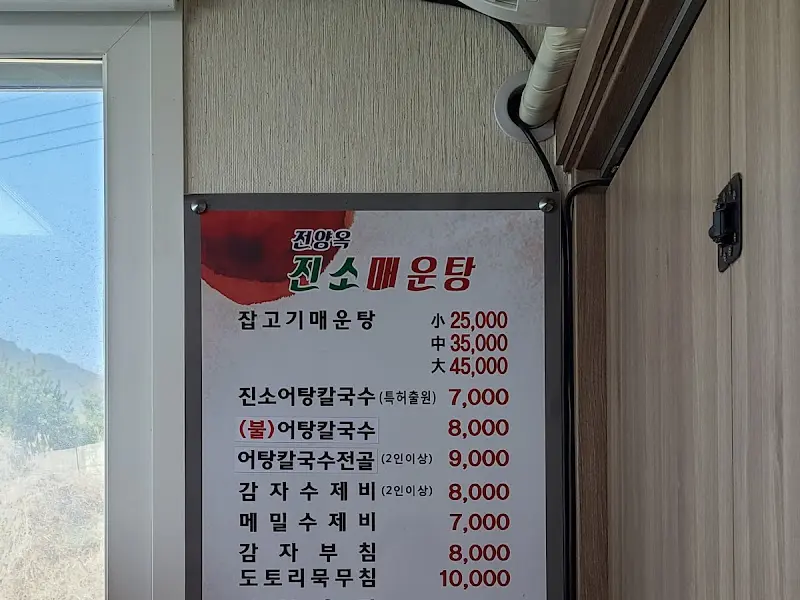 전양옥
진소매운탕
잡고기매운탕 小 25,000
中 35,000
大 45,000
진소어탕칼국수(특허출원) 7,000
(불)어탕칼국수 8,000
어탕칼국수전골(2인이상) 9,000
감자수제비(2인이상) 8,000
메밀수제비 7,000
감자부침 8,000
도토리묵무침 10,000